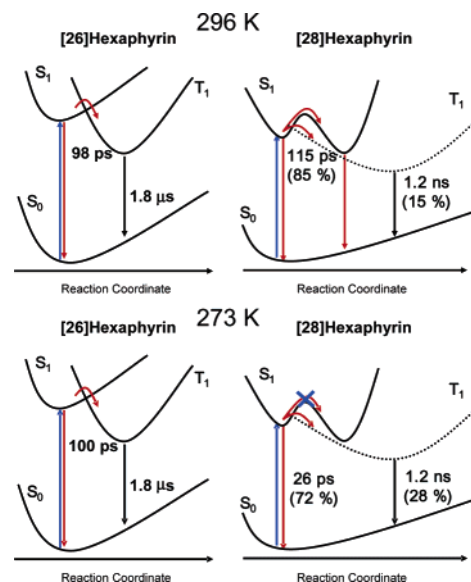 296 K
[26]Hexaphyrin
[28]Hexaphyrin
S1
T1
98 ps
1.8 μs
S0
Reaction Coordinate
S1
T1
115 ps
(85 %)
1.2 ns
(15 %)
S0
Reaction Coordinate
273 K
[26]Hexaphyrin
[28]Hexaphyrin
S1
T1
100 ps
1.8 μs
S0
Reaction Coordinate
S1
T1
26 ps
(72 %)
1.2 ns
(28 %)
S0
Reaction Coordinate